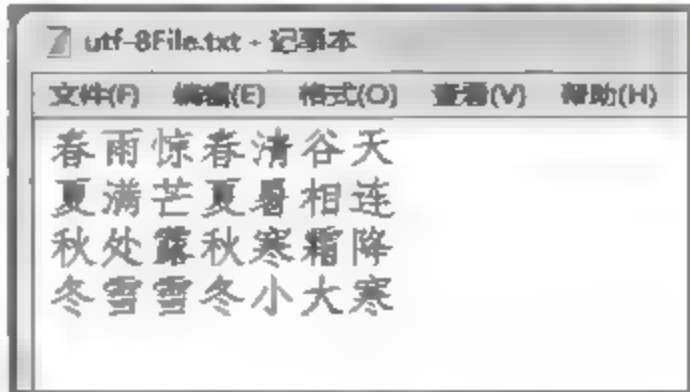 utf-8File.txt - 记事本
文件(F) 编辑(E) 格式(O) 查看(V) 帮助(H)
春雨惊春清谷天
夏满芒夏暑相连
秋处露秋寒霜降
冬雪雪冬小大寒